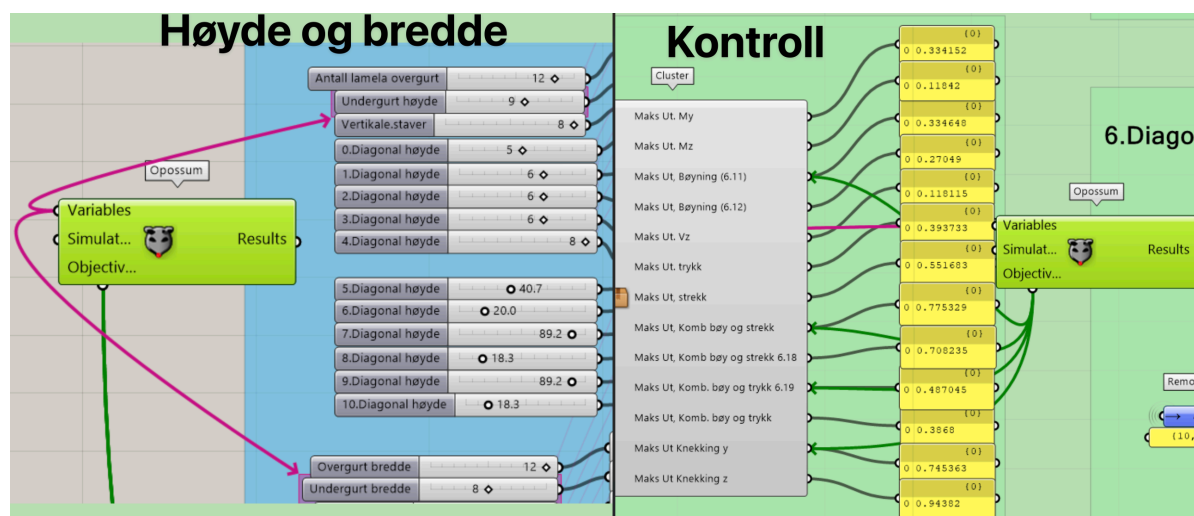 Høyde og bredde
Antall lamela overgurt 12
Undergurt høyde 9
Vertikale.staver 8
0.Diagonal høyde 5
1.Diagonal høyde 6
2.Diagonal høyde 6
3.Diagonal høyde 6
4.Diagonal høyde 8
Opossum
Variables
Simulat... Results
Objectiv...
5.Diagonal høyde 40.7
6.Diagonal høyde 20.0
7.Diagonal høyde 89.2
8.Diagonal høyde 18.3
9.Diagonal høyde 89.2
10.Diagonal høyde 18.3
Overgurt bredde 12
Undergurt bredde 8
Kontroll
Cluster
Maks Ut. My
Maks Ut. Mz
Maks Ut, Bøyning (6.11)
Maks Ut, Bøyning (6.12)
Maks Ut. Vz
Maks Ut. trykk
Maks Ut, strekk
Maks Ut, Komb bøy og strekk
Maks Ut, Komb bøy og strekk 6.18
Maks Ut, Komb. bøy og trykk 6.19
Maks Ut, Komb. bøy og trykk
Maks Ut Knekking y
Maks Ut Knekking z
{0}
0 0.334152
{0}
0 0.11842
{0}
0 0.334648
{0}
0 0.27049
{0}
0 0.118115
{0}
0 0.393733
{0}
0 0.551683
{0}
0 0.775329
{0}
0 0.708235
{0}
0 0.487045
{0}
0 0.3868
{0}
0 0.745363
{0}
0 0.94382
6.Diago
Opossum
Variables
Simulat... Results
Objectiv...
Remo
{10,